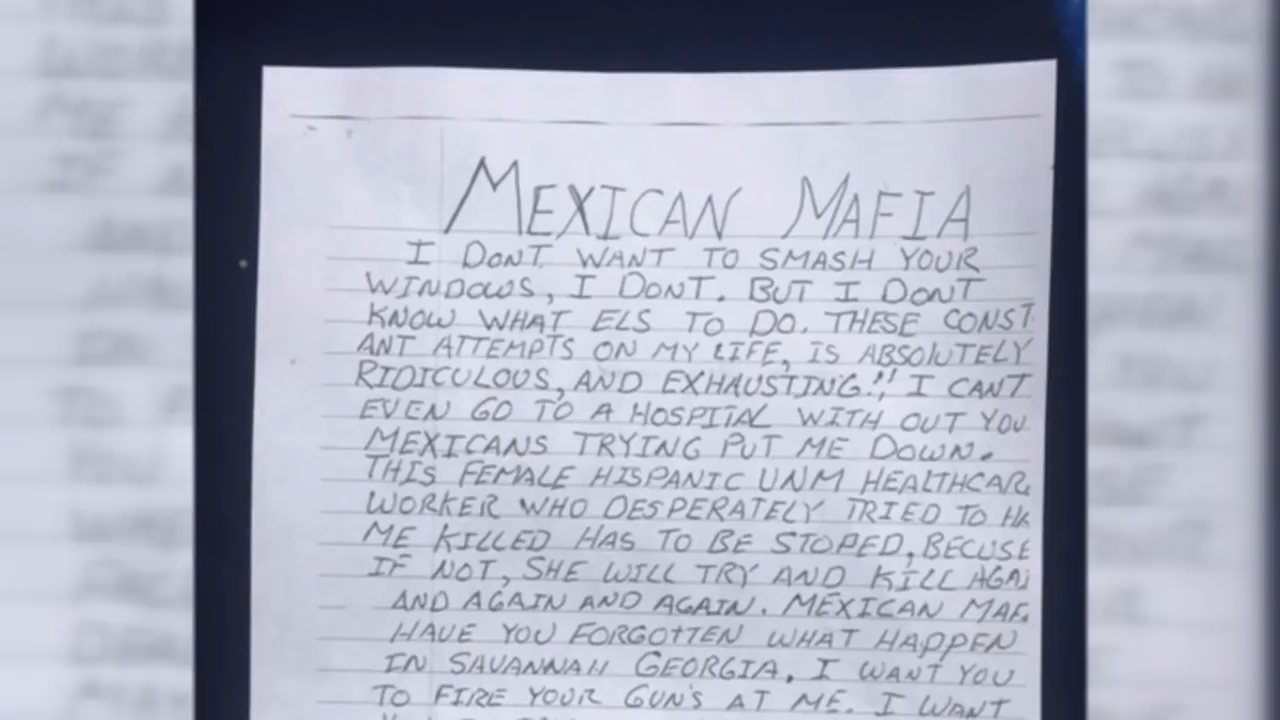 MEXICAN MAFIA
I DONT WANT TO SMASH YOUR
WINDOWS, I DONT. BUT I DONT
KNOW WHAT ELS TO DO. THESE CONST
ANT ATTEMPTS ON MY LIFE, IS ABSOLUTELY
RIDICULOUS, AND EXHAUSTING!! I CANT
EVEN GO TO A HOSPITAL WITH OUT YOU
MEXICANS TRYING PUT ME DOWN.
THIS FEMALE HISPANIC UNM HEALTHCAR
WORKER WHO DESPERATELY TRIED TO HA
ME KILLED HAS TO BE STOPED, BECUSE
IF NOT, SHE WILL TRY AND KILL AGAI
AND AGAIN AND AGAIN. MEXICAN MAF
HAVE YOU FORGOTTEN WHAT HAPPEN
IN SAVANNAH GEORGIA. I WANT YOU
TO FIRE YOUR GUN'S AT ME. I WANT